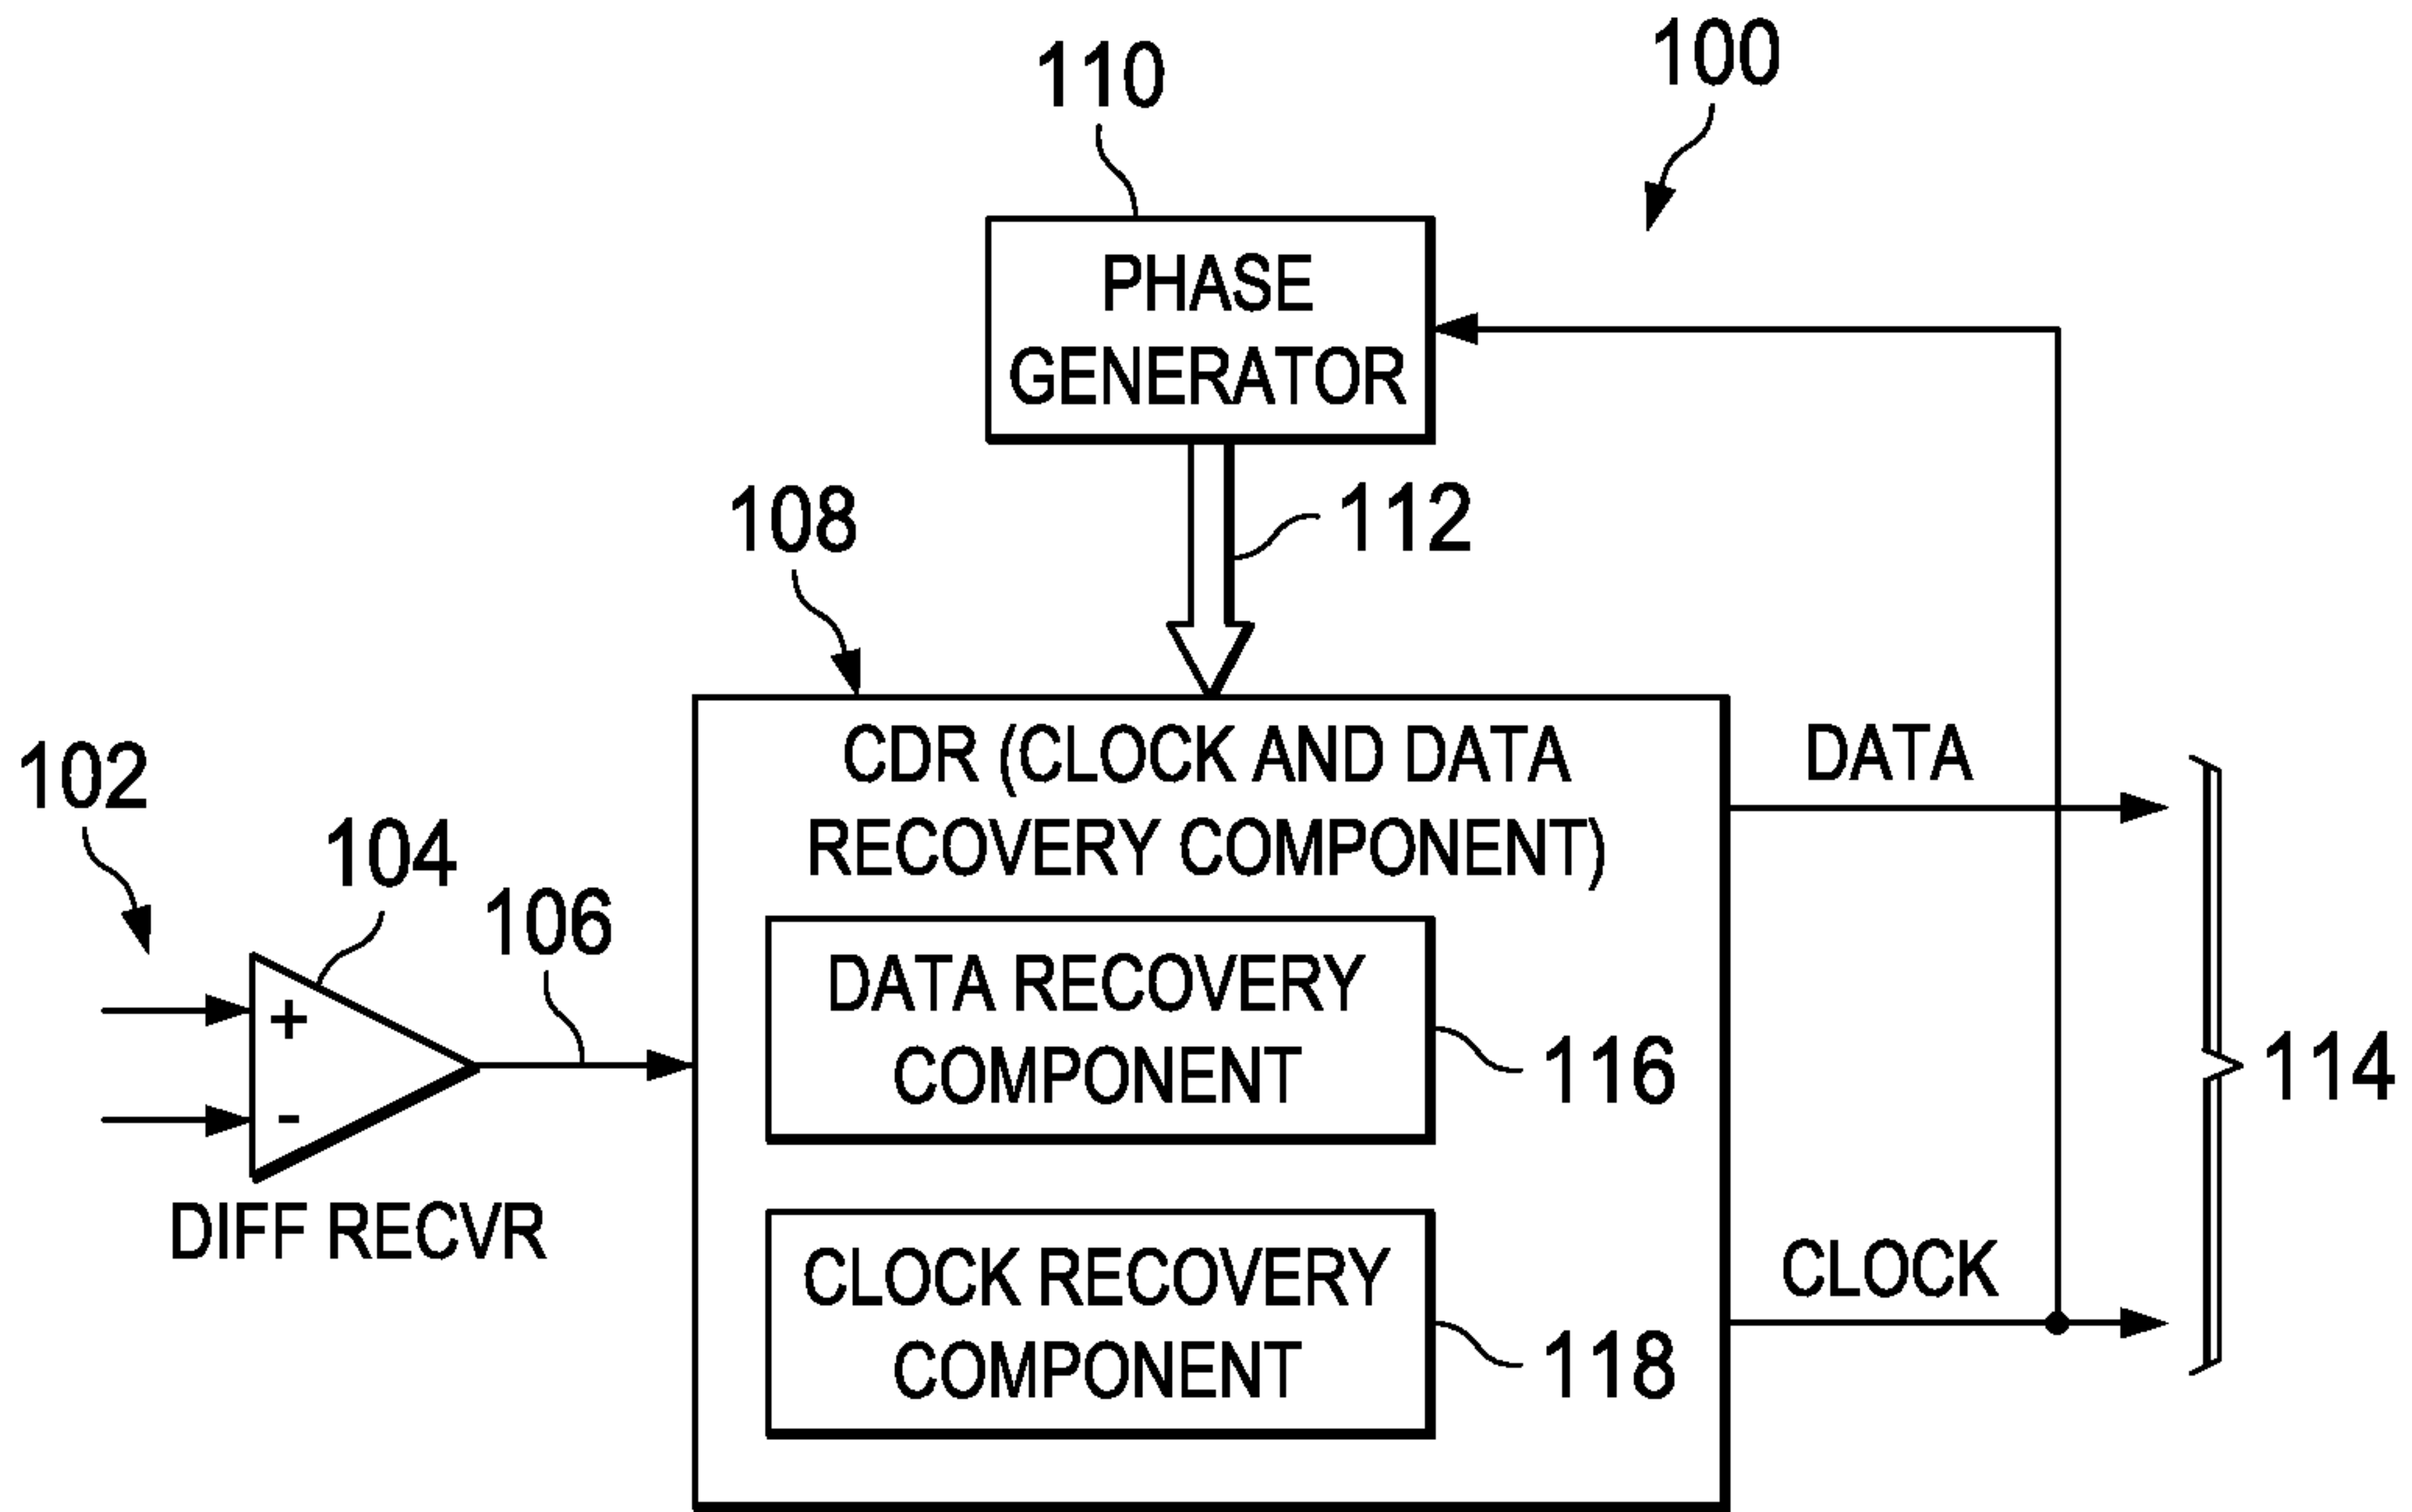 100
110
PHASE
GENERATOR
108
112
CDR (CLOCK AND DATA
RECOVERY COMPONENT)
DATA
102
104
106
+
-
DIFF RECVR
DATA RECOVERY
COMPONENT
116
114
CLOCK RECOVERY
COMPONENT
118
CLOCK